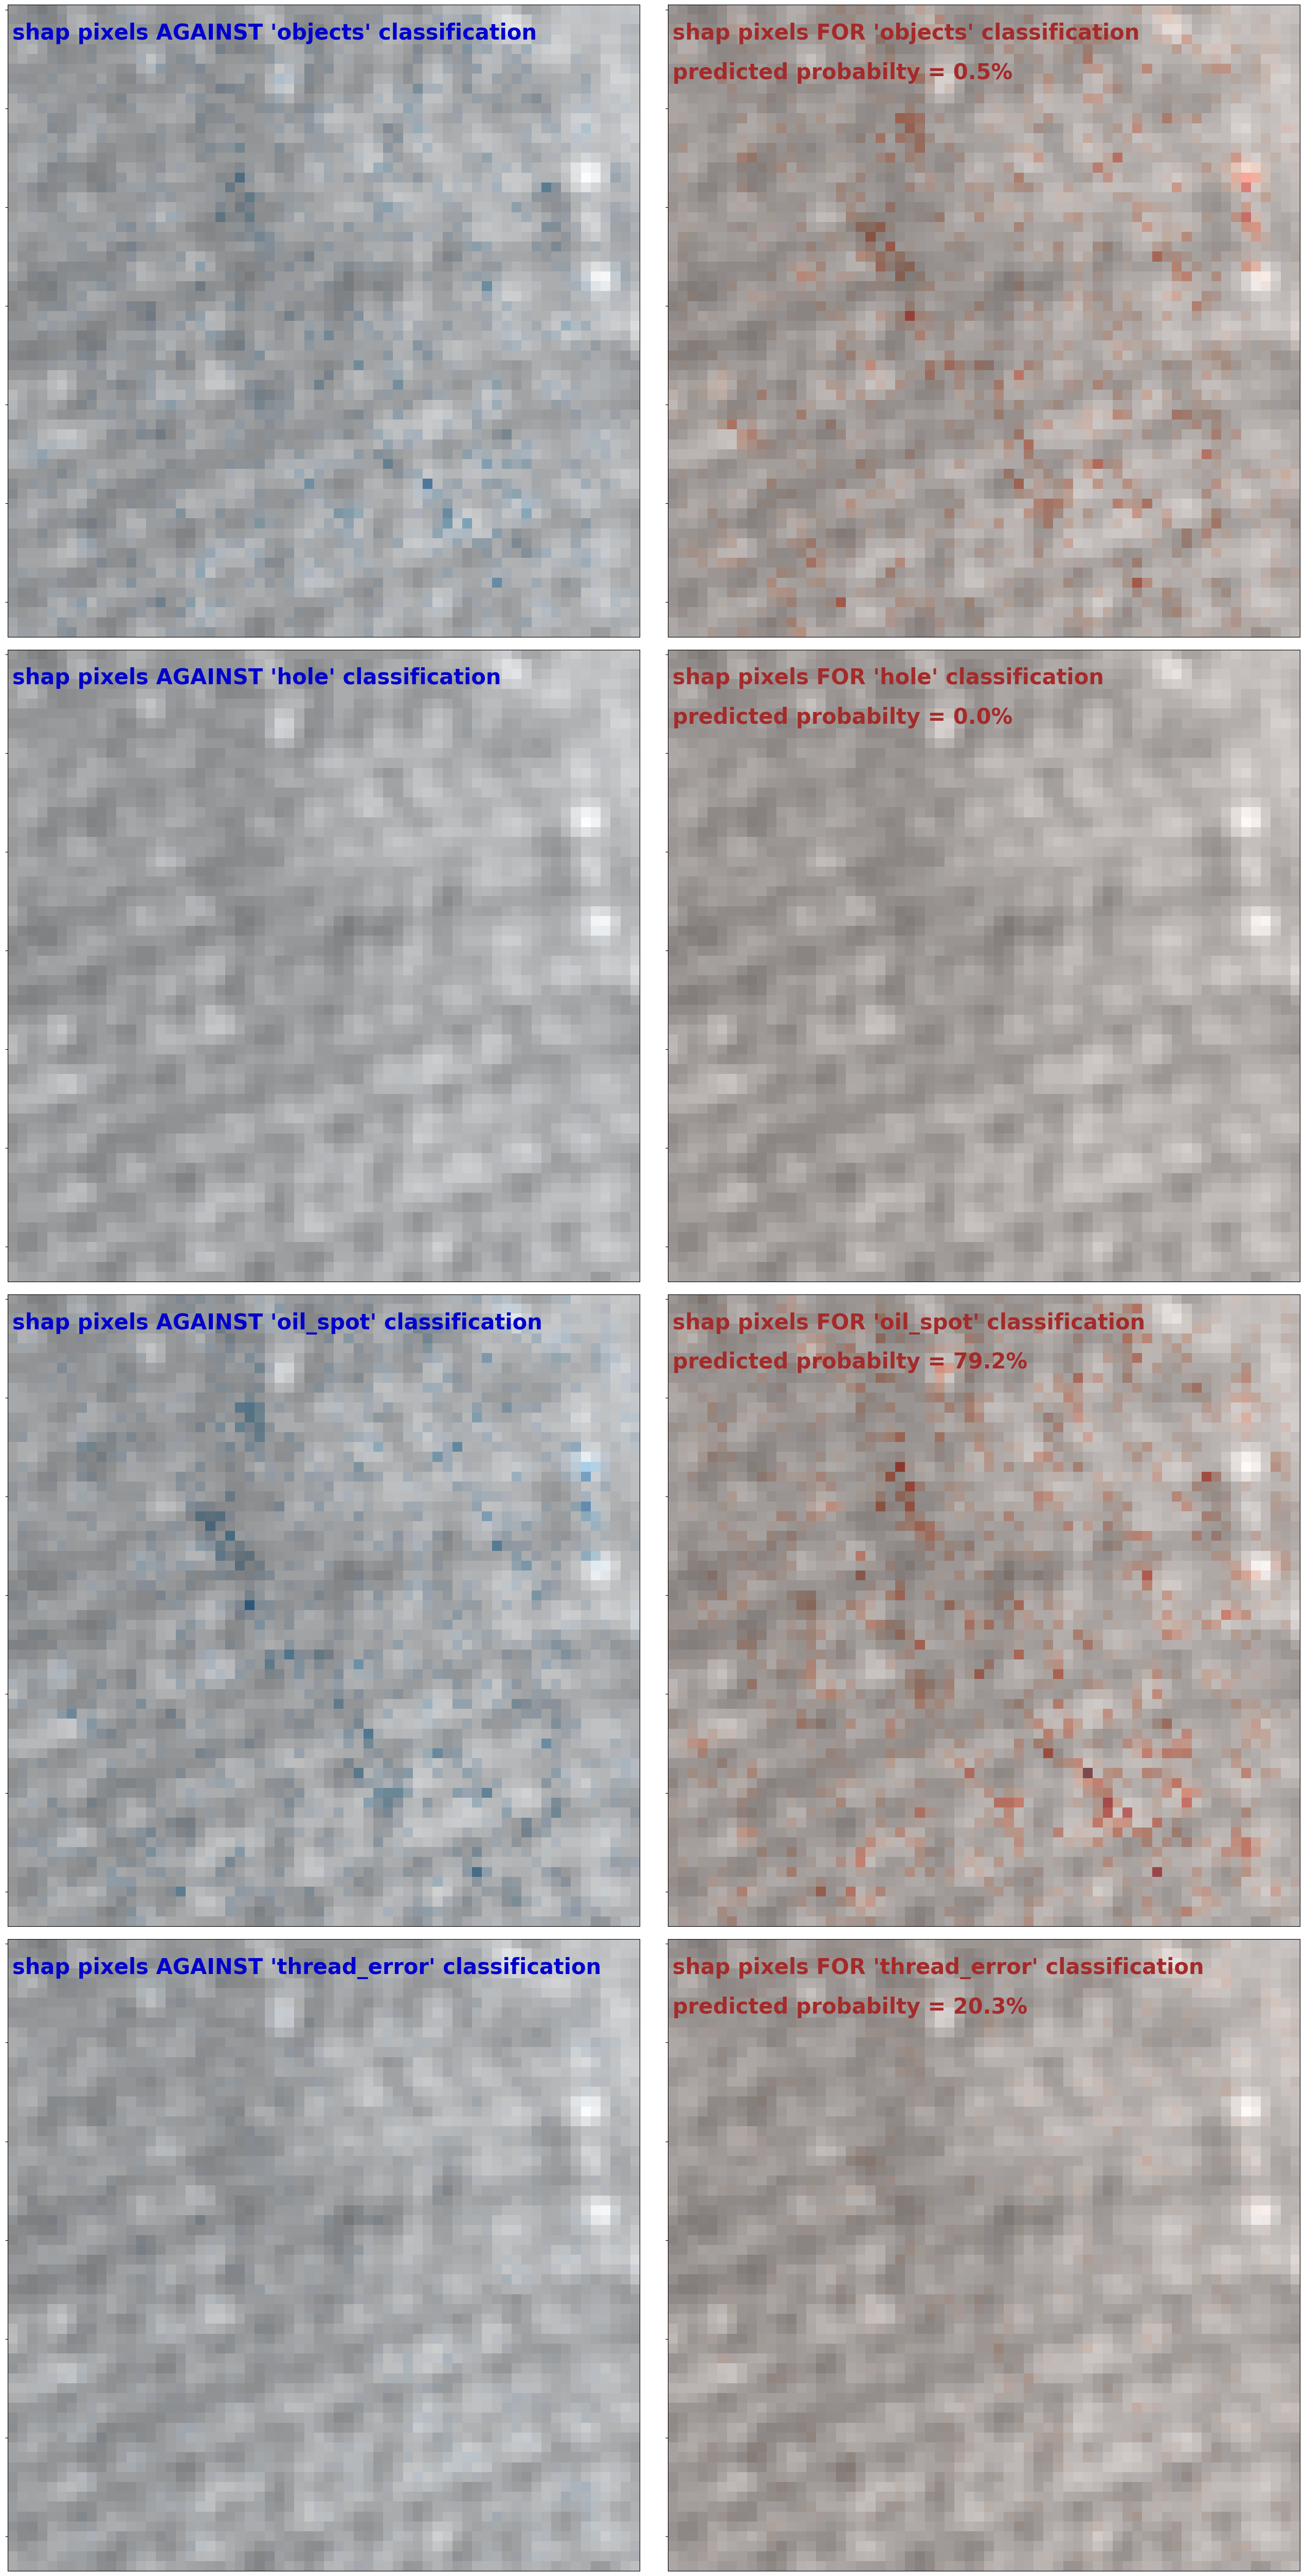 shap pixels AGAINST 'objects' classification
shap pixels FOR 'objects' classification
predicted probabilty = 0.5%
shap pixels AGAINST 'hole' classification
shap pixels FOR 'hole' classification
predicted probabilty = 0.0%
shap pixels AGAINST 'oil_spot' classification
shap pixels FOR 'oil_spot' classification
predicted probabilty = 79.2%
shap pixels AGAINST 'thread_error' classification
shap pixels FOR 'thread_error' classification
predicted probabilty = 20.3%